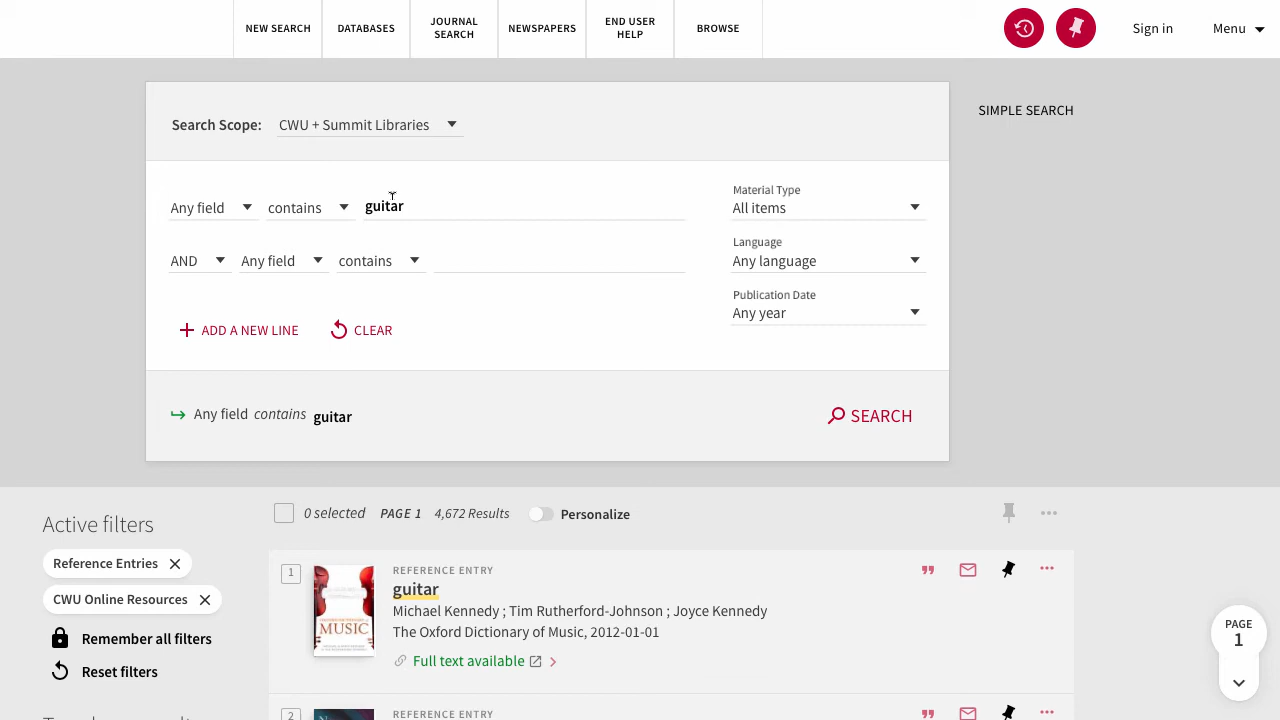 NEW SEARCH
DATABASES
JOURNAL SEARCH
NEWSPAPERS
END USER HELP
BROWSE
Sign in
Menu
SIMPLE SEARCH
Search Scope: CWU + Summit Libraries
Any field contains guitar
AND Any field contains
Material Type
All items
Language
Any language
Publication Date
Any year
ADD A NEW LINE
CLEAR
Any field contains guitar
SEARCH
Active filters
Reference Entries
CWU Online Resources
Remember all filters
Reset filters
0 selected PAGE 1 4,672 Results Personalize
1
REFERENCE ENTRY
guitar
Michael Kennedy ; Tim Rutherford-Johnson ; Joyce Kennedy
The Oxford Dictionary of Music, 2012-01-01
Full text available
MUSIC
2
REFERENCE ENTRY
PAGE
1